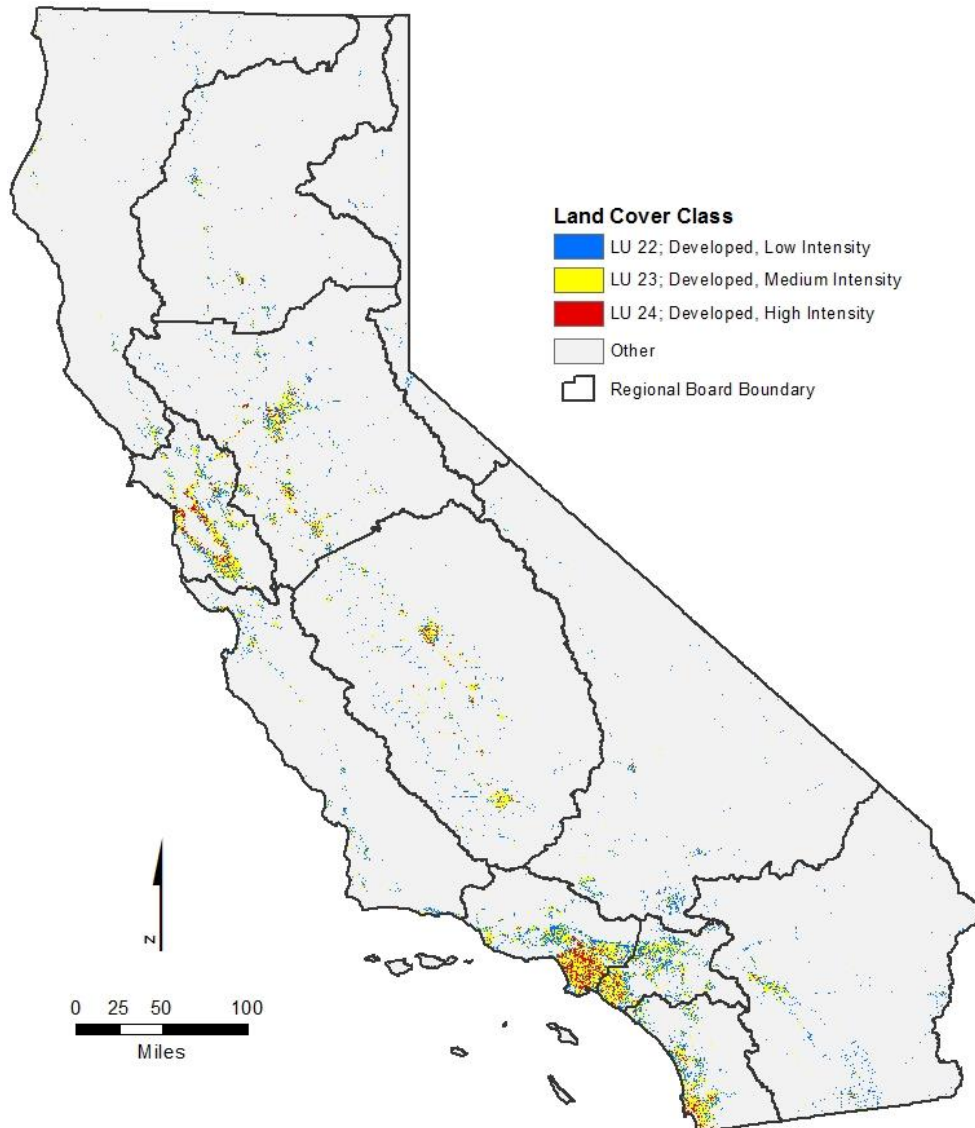 Land Cover Class
LU 22; Developed, Low Intensity
LU 23; Developed, Medium Intensity
LU 24; Developed, High Intensity
Other
Regional Board Boundary
N
0 25 50 100
Miles